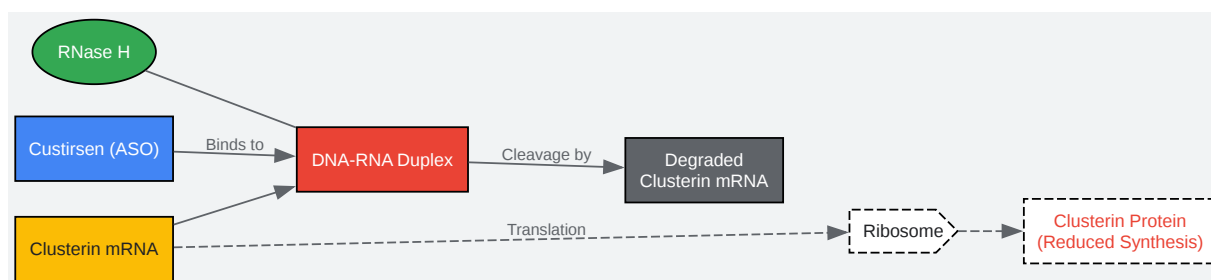 RNase H
Custirsen (ASO)
Binds to
DNA-RNA Duplex
Cleavage by
Degraded
Clusterin mRNA
Clusterin mRNA
Translation
Ribosome
Clusterin Protein
(Reduced Synthesis)